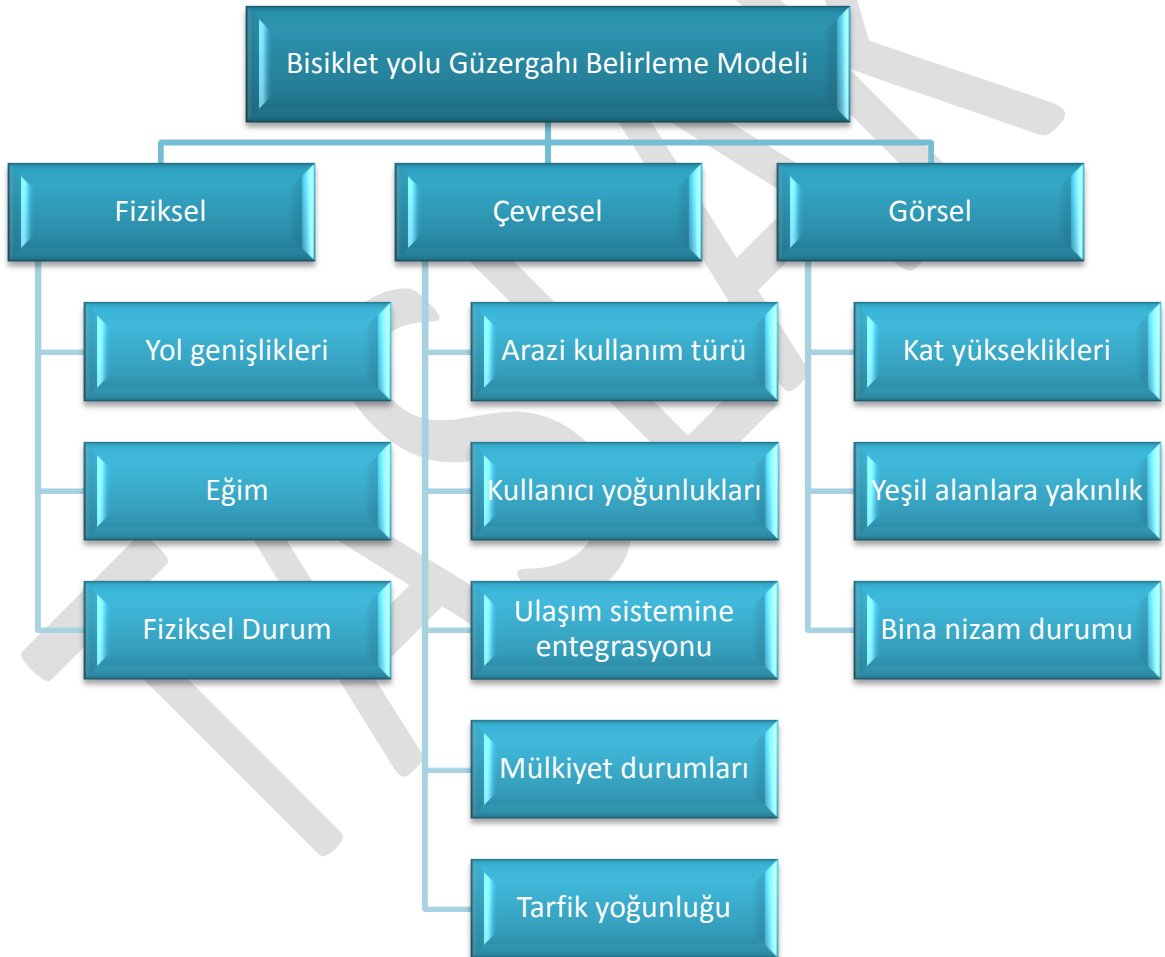 Bisiklet yolu Güzergahı Belirleme Modeli
Fiziksel
Yol genişlikleri
Eğim
Fiziksel Durum
Çevresel
Arazi kullanım türü
Kullanıcı yoğunlukları
Ulaşım sistemine
entegrasyonu
Mülkiyet durumları
Tarfik yoğunluğu
Görsel
Kat yükseklikleri
Yeşil alanlara yakınlık
Bina nizam durumu
TASLAK